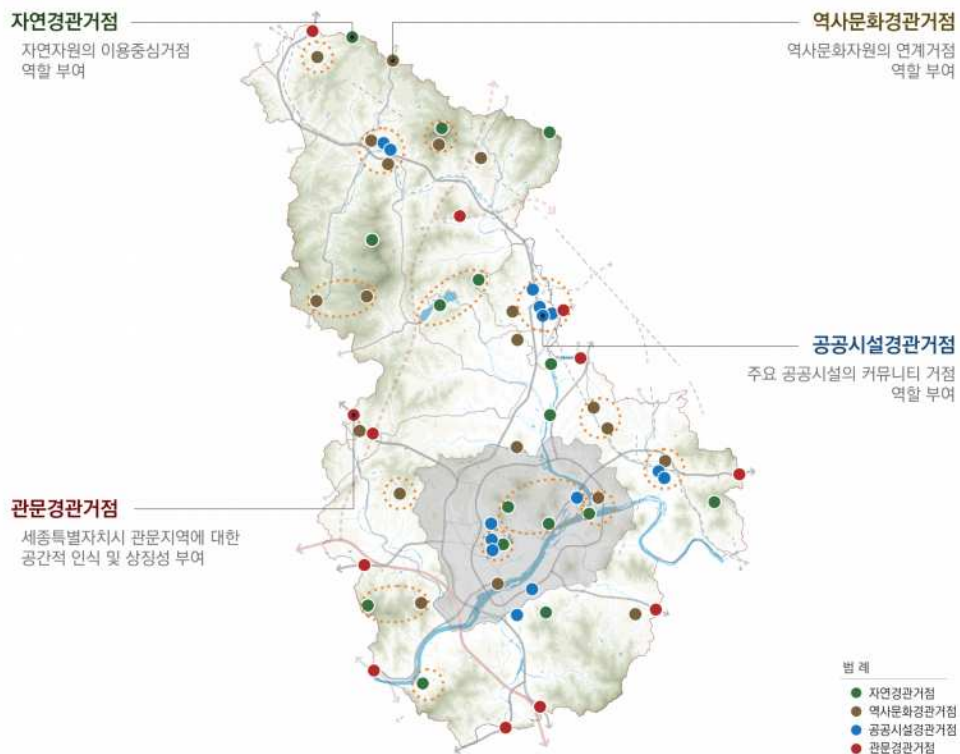 자연경관거점
자연자원의 이용중심거점
역할 부여
역사문화경관거점
역사문화자원의 연계거점
역할 부여
공공시설경관거점
주요 공공시설의 커뮤니티 거점
역할 부여
관문경관거점
세종특별자치시 관문지역에 대한
공간적 인식 및 상징성 부여
범 례
자연경관거점
역사문화경관거점
공공시설경관거점
관문경관거점